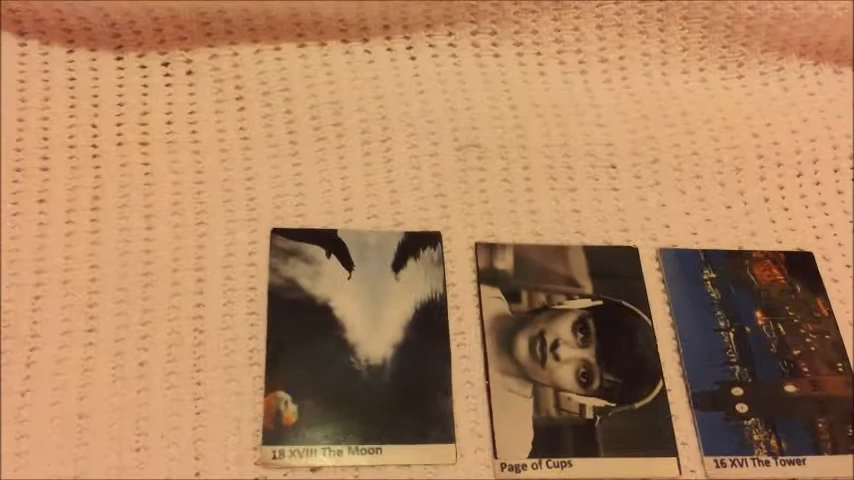 18 XVIII The Moon
Page of Cups
16 XVI The Tower